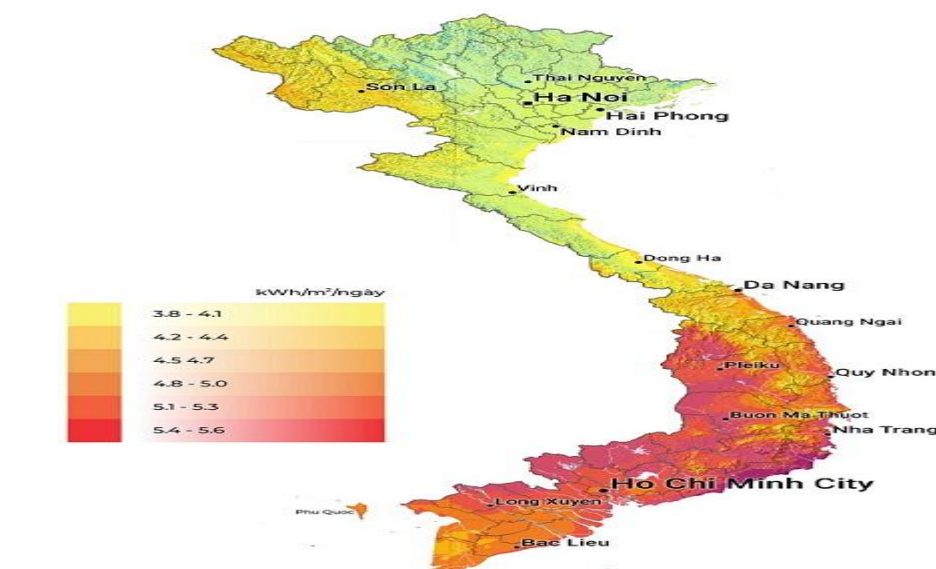 Thai Nguyen
Son La
Ha Noi
Hai Phong
Nam Dinh
Vinh
Dong Ha
Da Nang
kWh/m²/ngày
3.8 - 4.1
4.2 - 4.4
4.5 4.7
4.8 - 5.0
5.1 - 5.3
5.4 - 5.6
Quang Ngai
Pleiku
Quy Nhon
Buon Ma Thuot
Nha Trang
Ho Chi Minh City
Long Xuyen
Phu Quoc
Bac Lieu